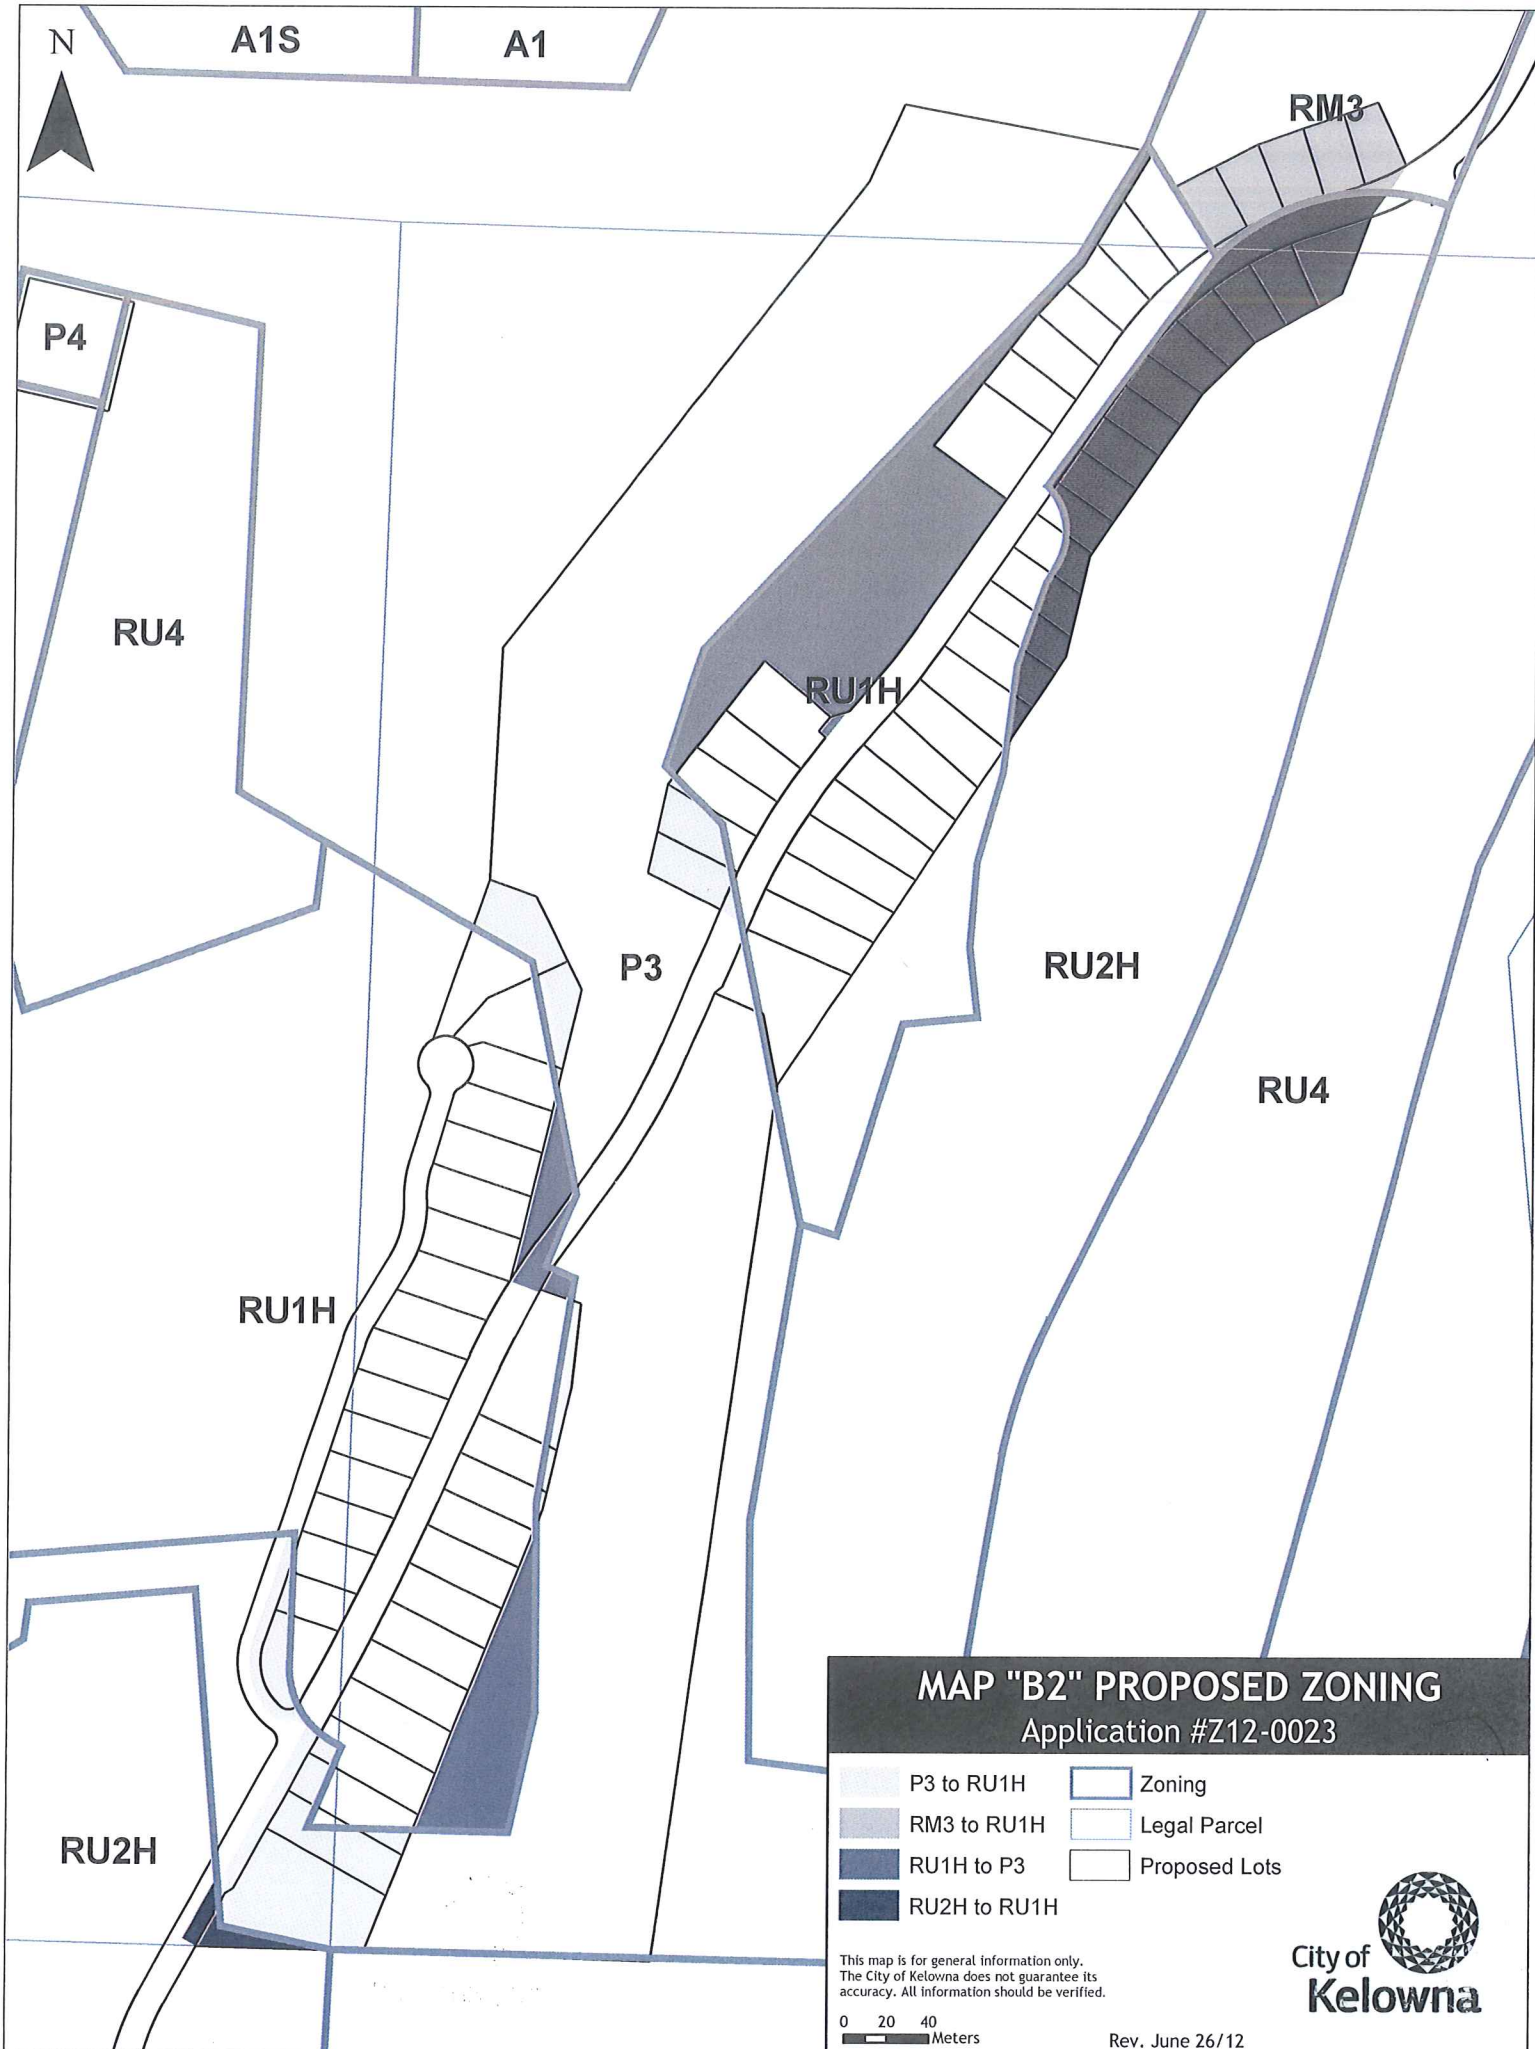 N
A1S
A1
RM3
P4
RU4
RU1H
P3
RU2H
RU4
RU1H
RU2H
MAP "B2" PROPOSED ZONING
Application #Z12-0023
P3 to RU1H
Zoning
RM3 to RU1H
Legal Parcel
RU1H to P3
Proposed Lots
RU2H to RU1H
This map is for general information only.
The City of Kelowna does not guarantee its
accuracy. All information should be verified.
0 20 40
Meters
Rev. June 26/12
City of
Kelowna